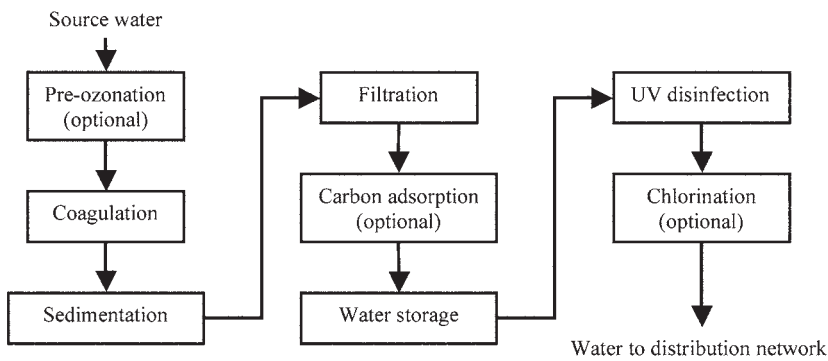 Source water
Pre-ozonation
(optional)
Coagulation
Sedimentation
Filtration
Carbon adsorption
(optional)
Water storage
UV disinfection
Chlorination
(optional)
Water to distribution network